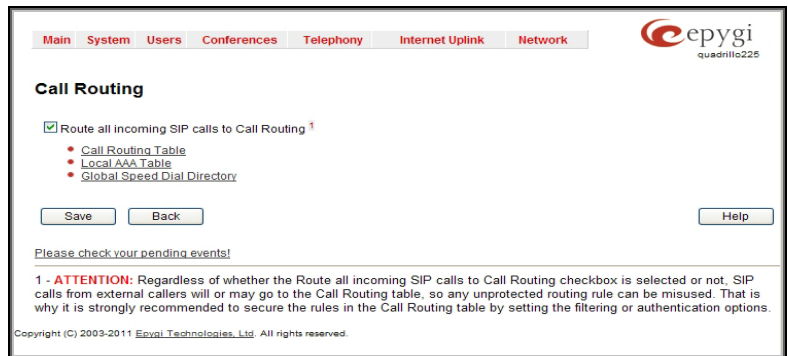 Main System Users Conferences Telephony Internet Uplink Network
epygi
quadrillo225
Call Routing
Route all incoming SIP calls to Call Routing 1
Call Routing Table
Local AAA Table
Global Speed Dial Directory
Save Back Help
Please check your pending events!
1 - ATTENTION: Regardless of whether the Route all incoming SIP calls to Call Routing checkbox is selected or not, SIP
calls from external callers will or may go to the Call Routing table, so any unprotected routing rule can be misused. That is
why it is strongly recommended to secure the rules in the Call Routing table by setting the filtering or authentication options.
Copyright (C) 2003-2011 Epygi Technologies, Ltd. All rights reserved.